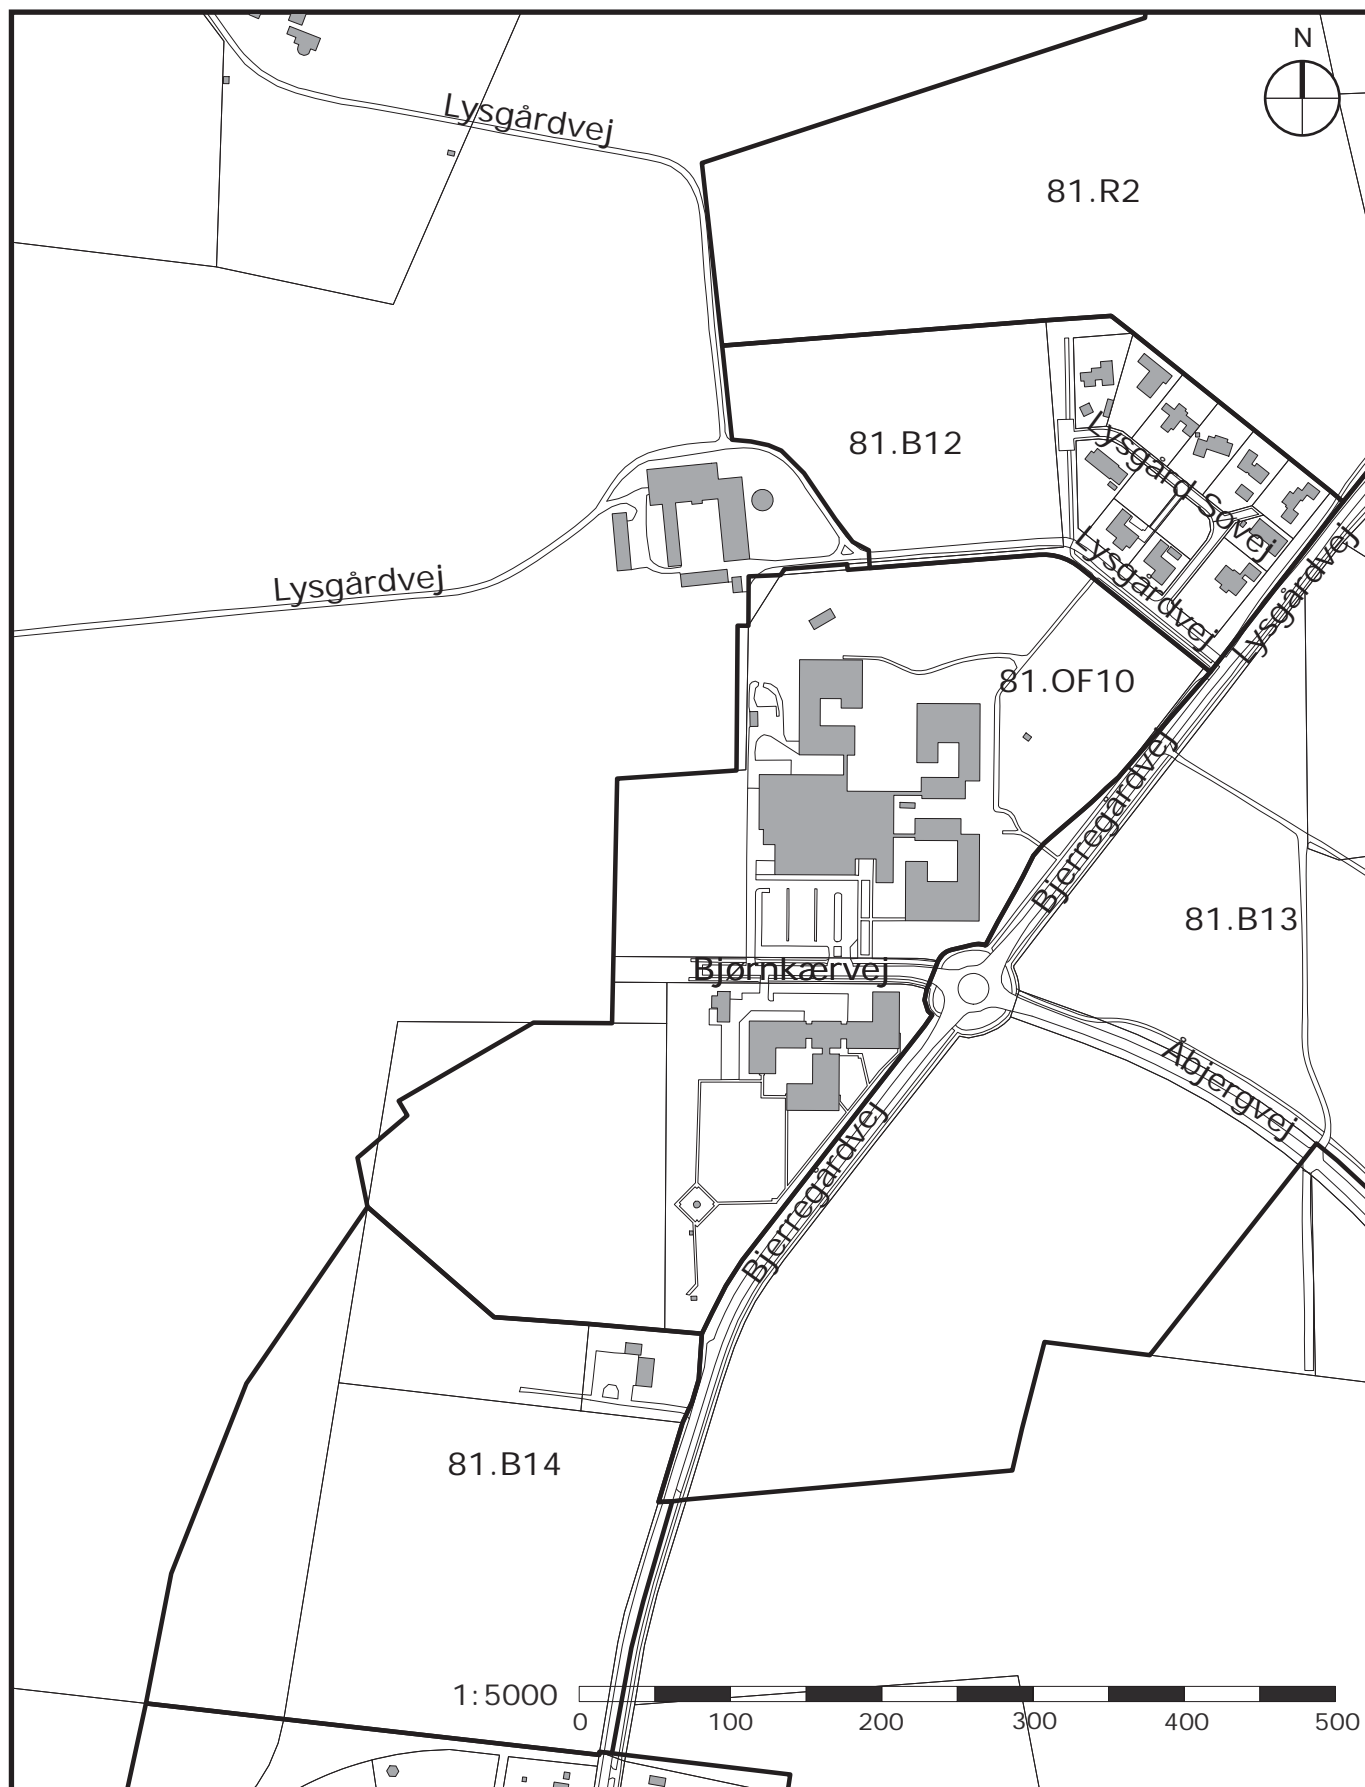 N
Lysgårdvej
81.R2
81.B12
Lysgård Søvej
Lysgårdvej
Lysgårdvej
Lysgårdvej
81.OF10
Bjerregårdvej
81.B13
Bjørnkærvej
Åbjergvej
Bjerregårdvej
81.B14
1:5000
0 100 200 300 400 500